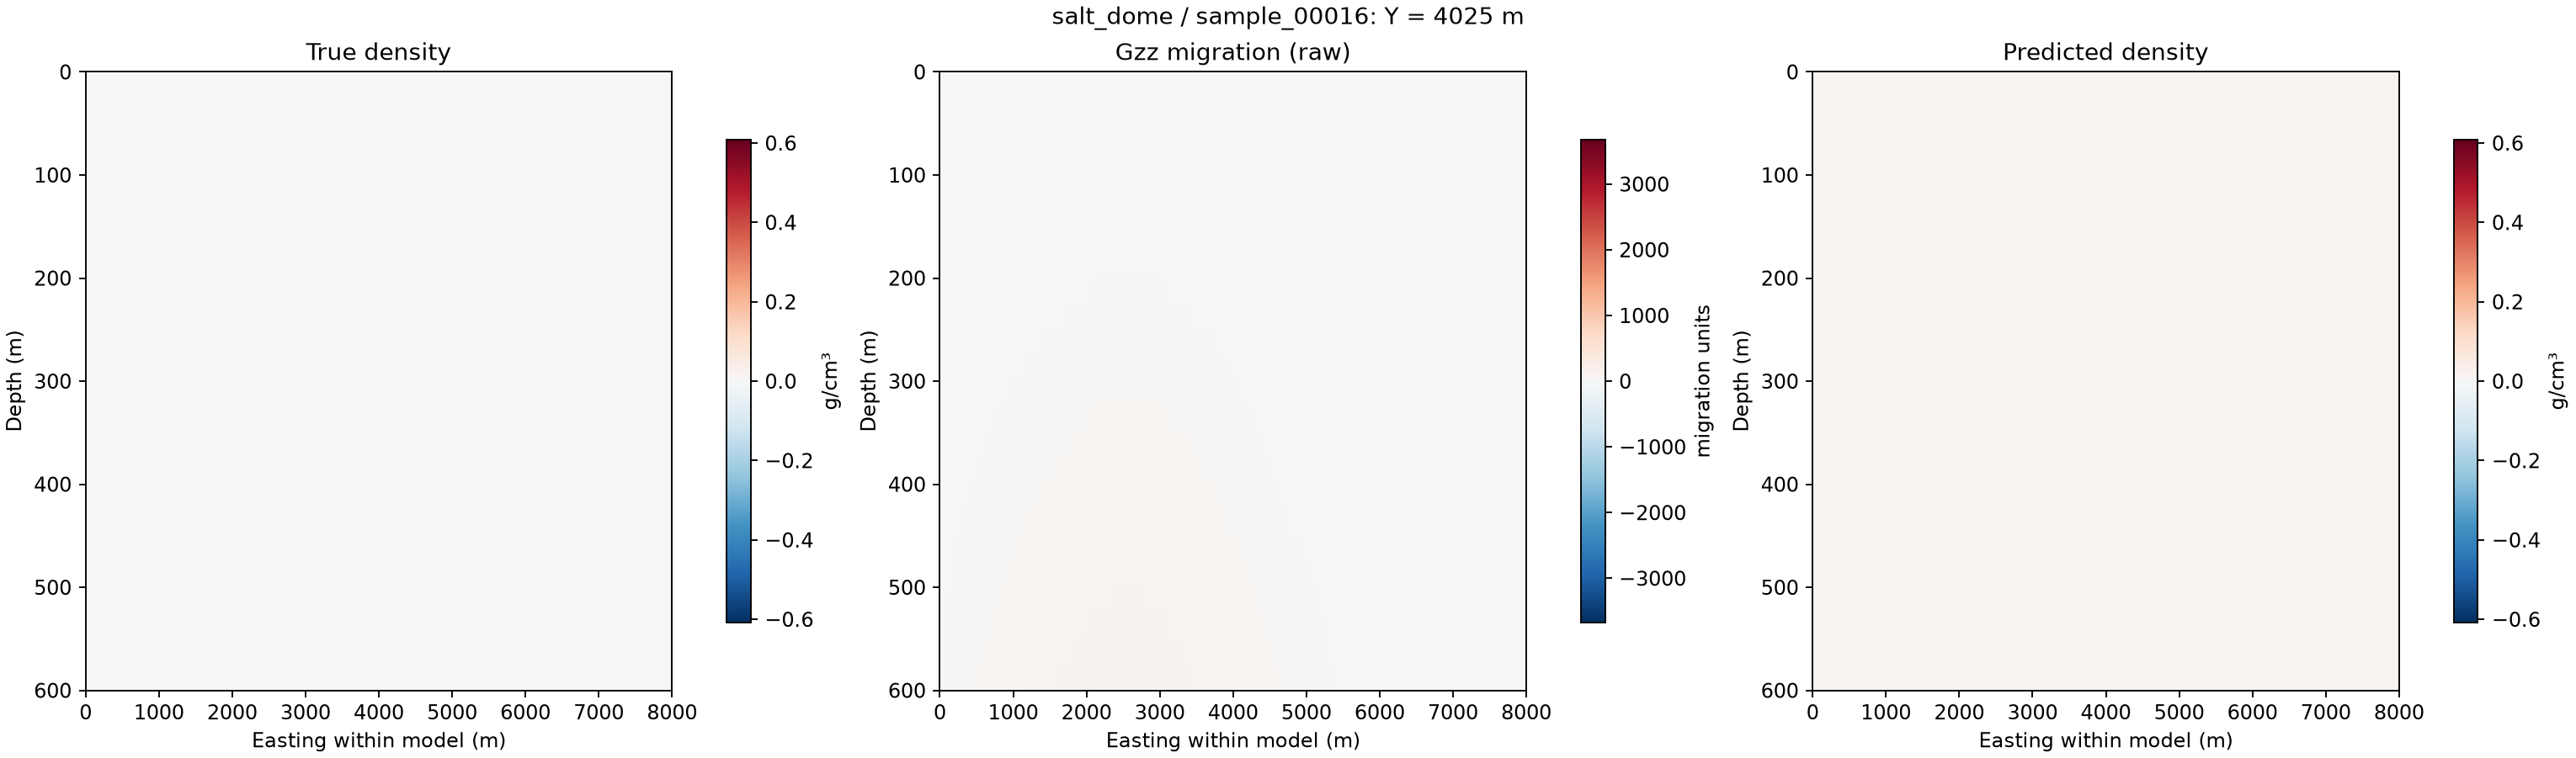 salt_dome / sample_00016: Y = 4025 m
True density
0
100
200
300
400
500
600
Depth (m)
0 1000 2000 3000 4000 5000 6000 7000 8000
Easting within model (m)
0.6
0.4
0.2
0.0
−0.2
−0.4
−0.6
g/cm³
Gzz migration (raw)
0
100
200
300
400
500
600
Depth (m)
0 1000 2000 3000 4000 5000 6000 7000 8000
Easting within model (m)
3000
2000
1000
0
−1000
−2000
−3000
migration units
Predicted density
0
100
200
300
400
500
600
Depth (m)
0 1000 2000 3000 4000 5000 6000 7000 8000
Easting within model (m)
0.6
0.4
0.2
0.0
−0.2
−0.4
−0.6
g/cm³